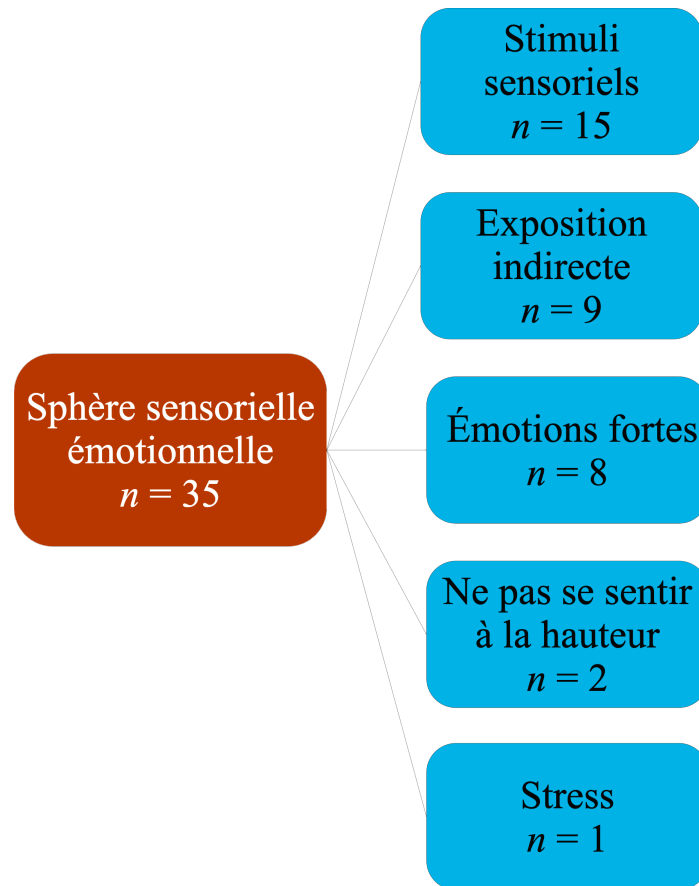 Stimuli
sensoriels
n = 15
Exposition
indirecte
n = 9
Sphère sensorielle
émotionnelle
n = 35
Émotions fortes
n = 8
Ne pas se sentir
à la hauteur
n = 2
Stress
n = 1